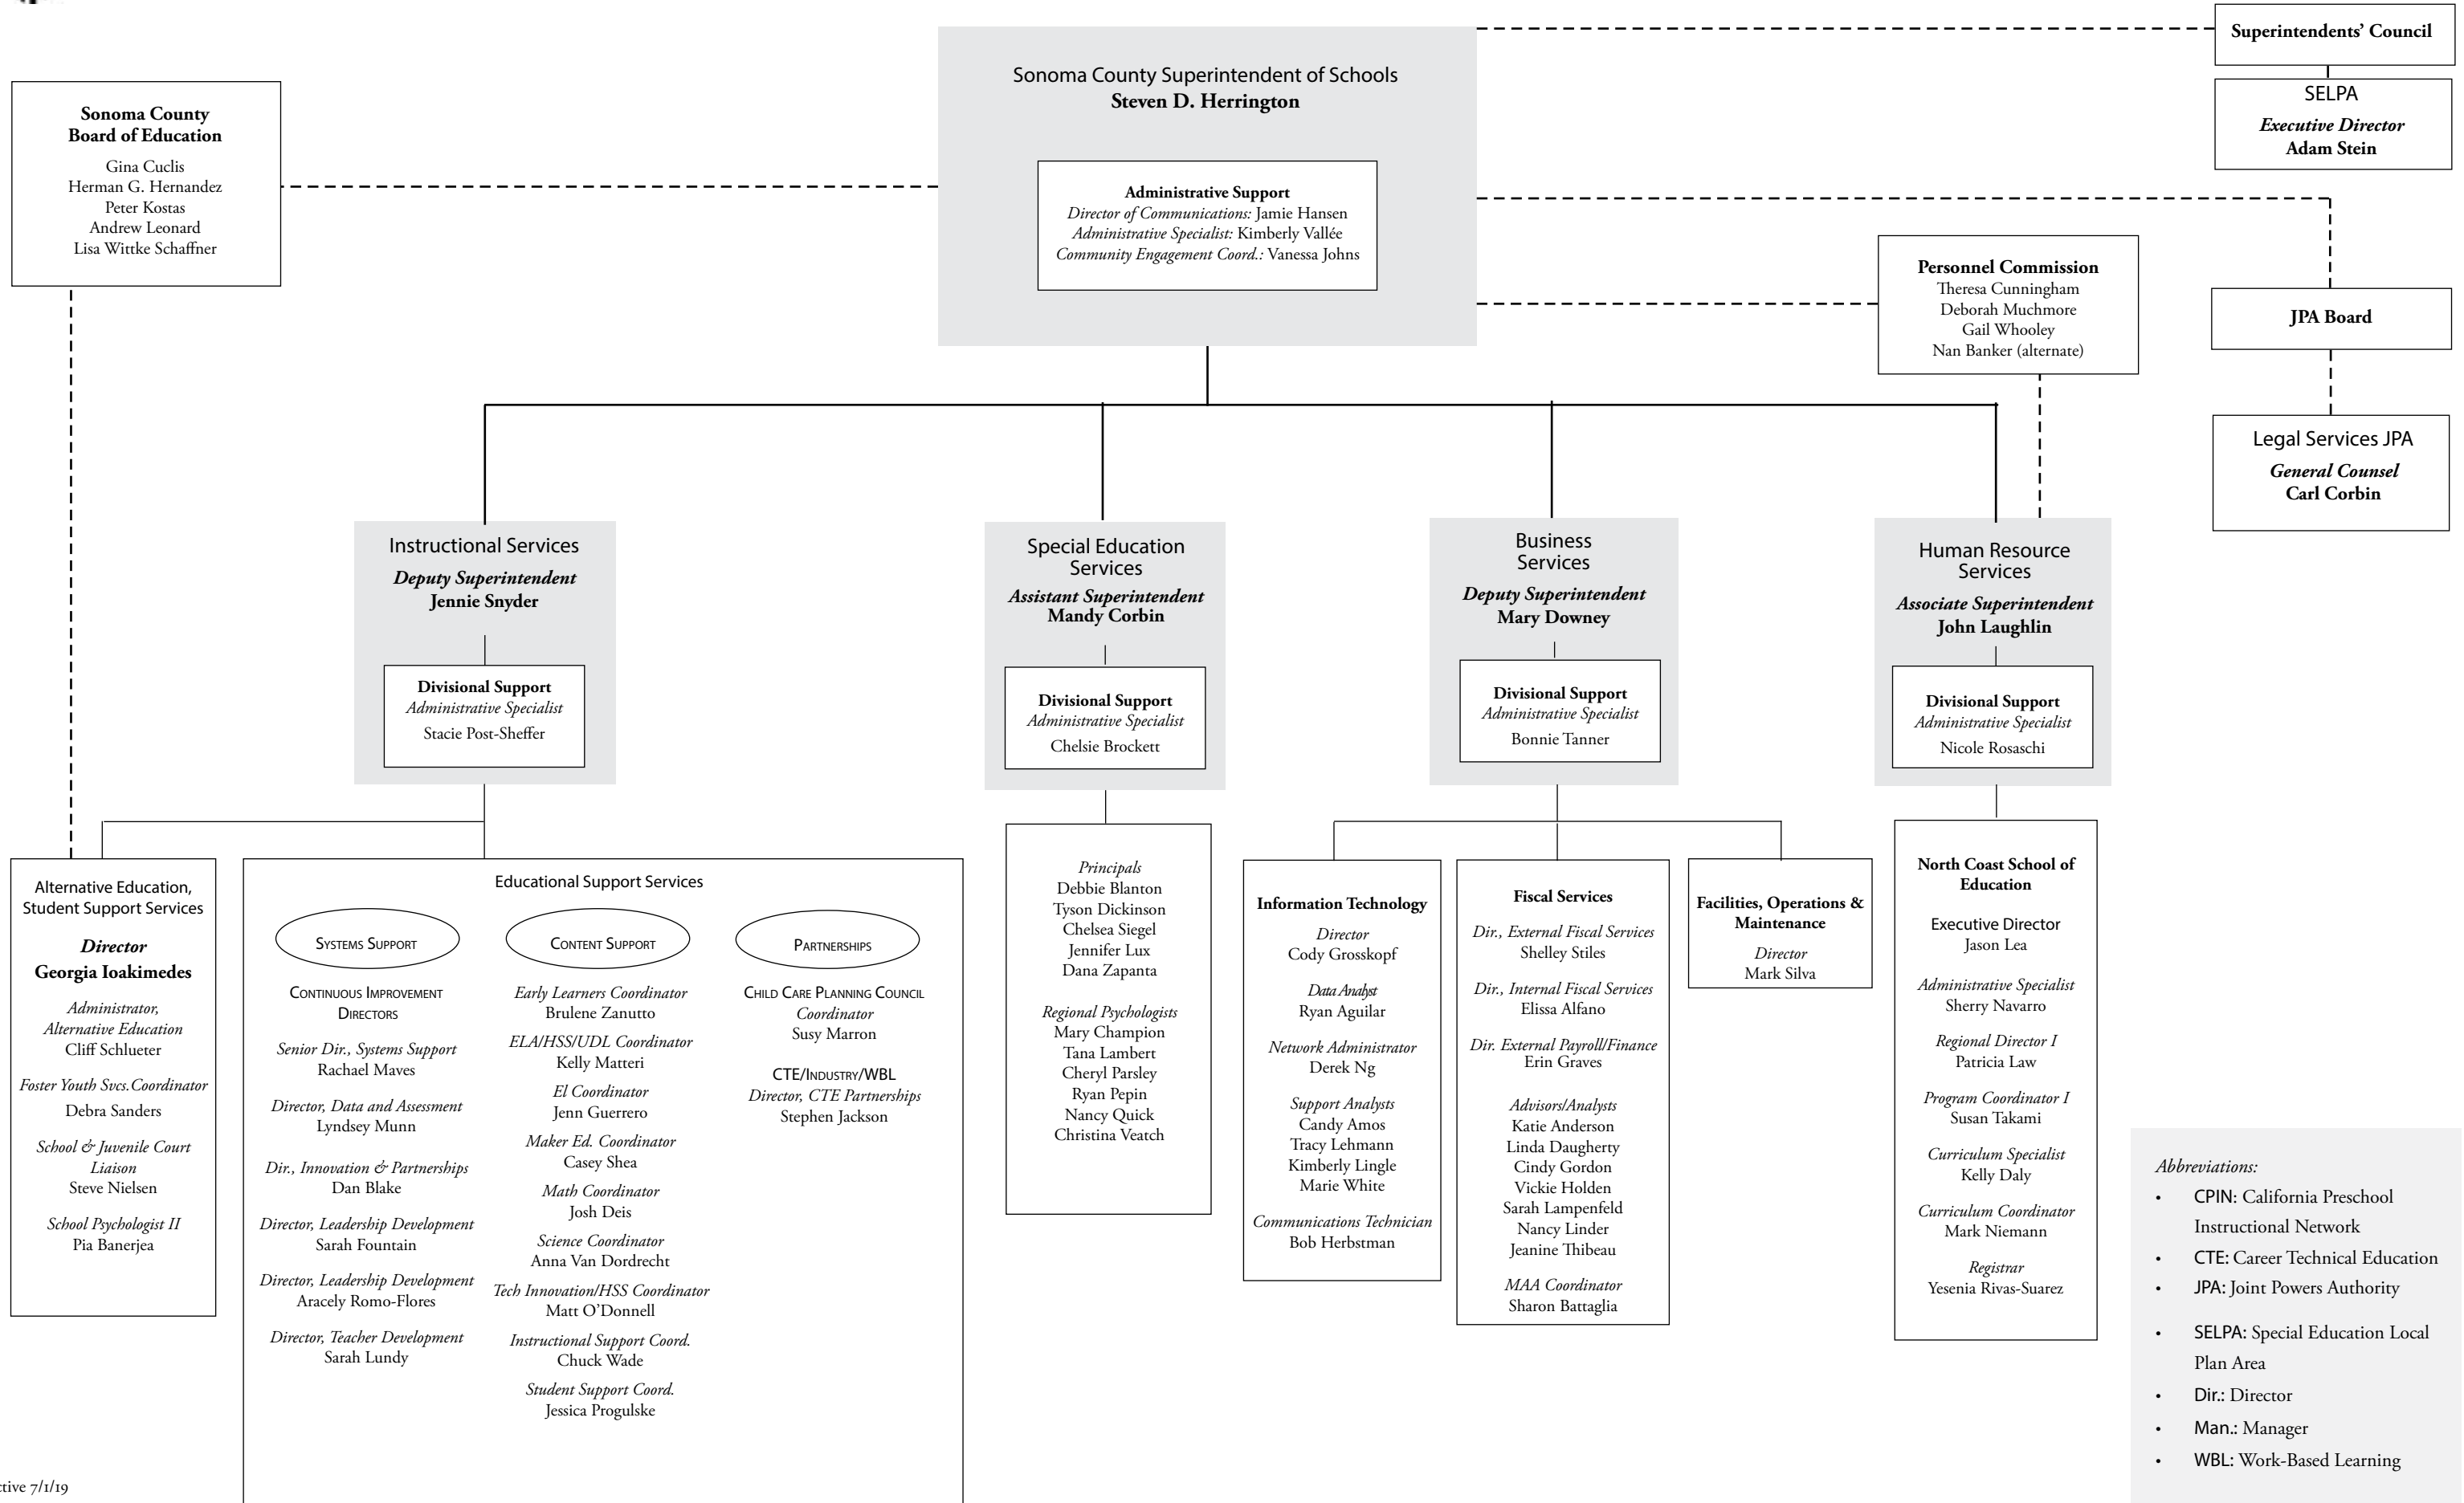 Superintendents’ Council
SELPA
Executive Director
Adam Stein
Sonoma County Superintendent of Schools
Steven D. Herrington
Administrative Support
Director of Communications: Jamie Hansen
Administrative Specialist: Kimberly Vallée
Community Engagement Coord.: Vanessa Johns
Sonoma County
Board of Education
Gina Cuclis
Herman G. Hernandez
Peter Kostas
Andrew Leonard
Lisa Wittke Schaffner
Personnel Commission
Theresa Cunningham
Deborah Muchmore
Gail Whooley
Nan Banker (alternate)
JPA Board
Legal Services JPA
General Counsel
Carl Corbin
Instructional Services
Deputy Superintendent
Jennie Snyder
Divisional Support
Administrative Specialist
Stacie Post-Sheffer
Special Education
Services
Assistant Superintendent
Mandy Corbin
Divisional Support
Administrative Specialist
Chelsie Brockett
Business
Services
Deputy Superintendent
Mary Downey
Divisional Support
Administrative Specialist
Bonnie Tanner
Human Resource
Services
Associate Superintendent
John Laughlin
Divisional Support
Administrative Specialist
Nicole Rosaschi
Alternative Education,
Student Support Services
Director
Georgia Ioakimedes
Administrator,
Alternative Education
Cliff Schlueter
Foster Youth Svcs.Coordinator
Debra Sanders
School & Juvenile Court
Liaison
Steve Nielsen
School Psychologist II
Pia Banerjea
Educational Support Services
Systems Support
Continuous Improvement
Directors
Senior Dir., Systems Support
Rachael Maves
Director, Data and Assessment
Lyndsey Munn
Dir., Innovation & Partnerships
Dan Blake
Director, Leadership Development
Sarah Fountain
Director, Leadership Development
Aracely Romo-Flores
Director, Teacher Development
Sarah Lundy
Content Support
Early Learners Coordinator
Brulene Zanutto
ELA/HSS/UDL Coordinator
Kelly Matteri
El Coordinator
Jenn Guerrero
Maker Ed. Coordinator
Casey Shea
Math Coordinator
Josh Deis
Science Coordinator
Anna Van Dordrecht
Tech Innovation/HSS Coordinator
Matt O’Donnell
Instructional Support Coord.
Chuck Wade
Student Support Coord.
Jessica Progulske
Partnerships
Child Care Planning Council
Coordinator
Susy Marron
CTE/Industry/WBL
Director, CTE Partnerships
Stephen Jackson
Principals
Debbie Blanton
Tyson Dickinson
Chelsea Siegel
Jennifer Lux
Dana Zapanta
Regional Psychologists
Mary Champion
Tana Lambert
Cheryl Parsley
Ryan Pepin
Nancy Quick
Christina Veatch
Information Technology
Director
Cody Grosskopf
Data Analyst
Ryan Aguilar
Network Administrator
Derek Ng
Support Analysts
Candy Amos
Tracy Lehmann
Kimberly Lingle
Marie White
Communications Technician
Bob Herbstman
Fiscal Services
Dir., External Fiscal Services
Shelley Stiles
Dir., Internal Fiscal Services
Elissa Alfano
Dir. External Payroll/Finance
Erin Graves
Advisors/Analysts
Katie Anderson
Linda Daugherty
Cindy Gordon
Vickie Holden
Sarah Lampenfeld
Nancy Linder
Jeanine Thibeau
MAA Coordinator
Sharon Battaglia
Facilities, Operations &
Maintenance
Director
Mark Silva
North Coast School of
Education
Executive Director
Jason Lea
Administrative Specialist
Sherry Navarro
Regional Director I
Patricia Law
Program Coordinator I
Susan Takami
Curriculum Specialist
Kelly Daly
Curriculum Coordinator
Mark Niemann
Registrar
Yesenia Rivas-Suarez
Abbreviations:
• CPIN: California Preschool
Instructional Network
• CTE: Career Technical Education
• JPA: Joint Powers Authority
• SELPA: Special Education Local
Plan Area
• Dir.: Director
• Man.: Manager
• WBL: Work-Based Learning
ctive 7/1/19